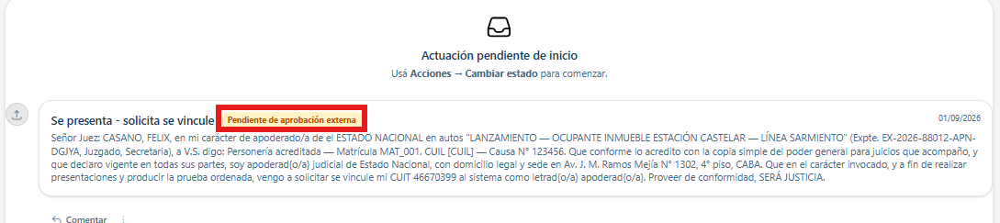 Actuación pendiente de inicio
Usá Acciones → Cambiar estado para comenzar.
Se presenta - solicita se vincule Pendiente de aprobación externa 01/09/2026
Señor Juez: CASANO, FELIX, en mi carácter de apoderado/a de el ESTADO NACIONAL en autos "LANZAMIENTO — OCUPANTE INMUEBLE ESTACIÓN CASTELAR — LÍNEA SARMIENTO" (Expte. EX-2026-88012-APN-
DGJYA, Juzgado, Secretaría), a V.S. digo: Personería acreditada — Matrícula MAT_001. CUIL [CUIL] — Causa N° 123456. Que conforme lo acredito con la copia simple del poder general para juicios que acompaño, y
que declaro vigente en todas sus partes, soy apoderad{o/a} judicial de Estado Nacional, con domicilio legal y sede en Av. J. M. Ramos Mejía N° 1302, 4° piso, CABA. Que en el carácter invocado, y a fin de realizar
presentaciones y producir la prueba ordenada, vengo a solicitar se vincule mi CUIT 46670399 al sistema como letrad{o/a} apoderad{o/a}. Proveer de conformidad, SERÁ JUSTICIA.
Comentar